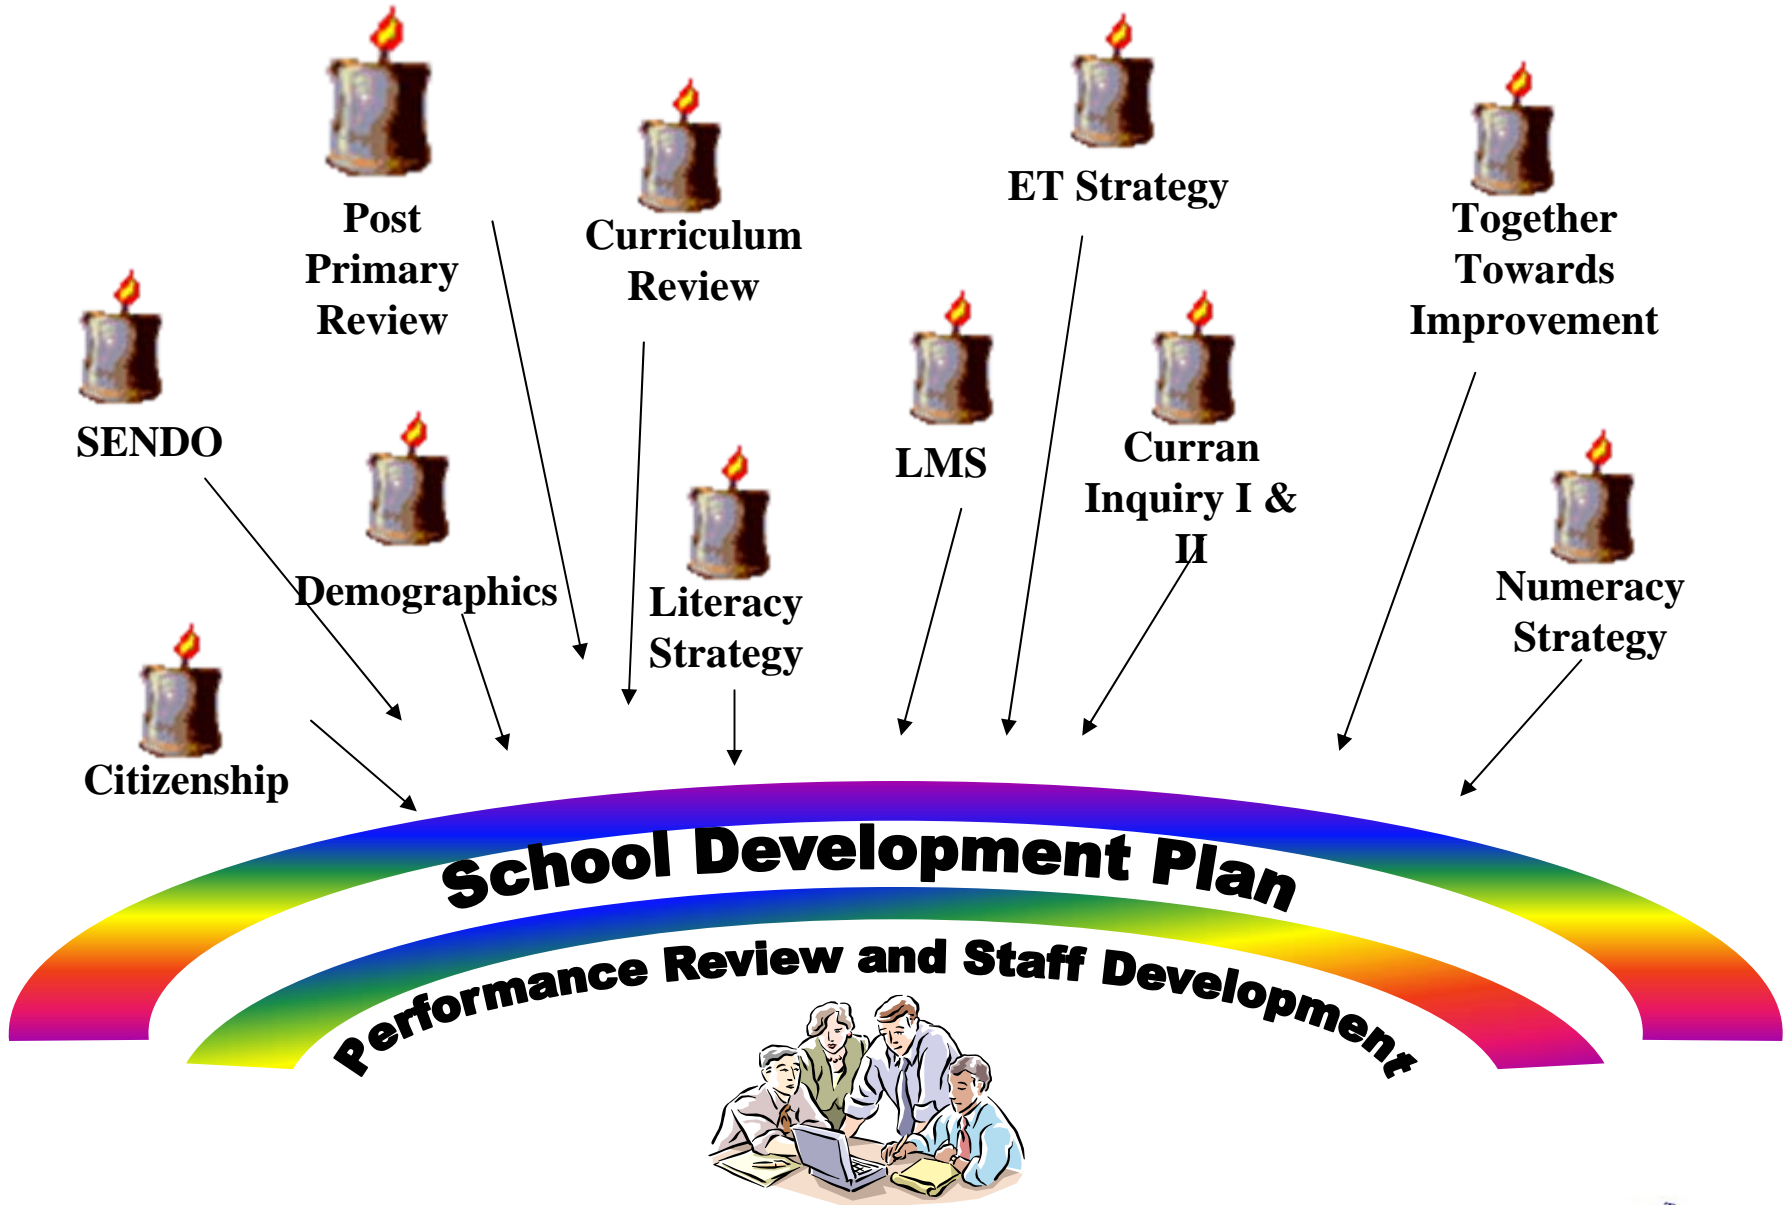 Post
Primary
Review
Curriculum
Review
ET Strategy
Together
Towards
Improvement
SENDO
Demographics
Literacy
Strategy
LMS
Curran
Inquiry I &
II
Numeracy
Strategy
Citizenship
School Development Plan
Performance Review and Staff Development